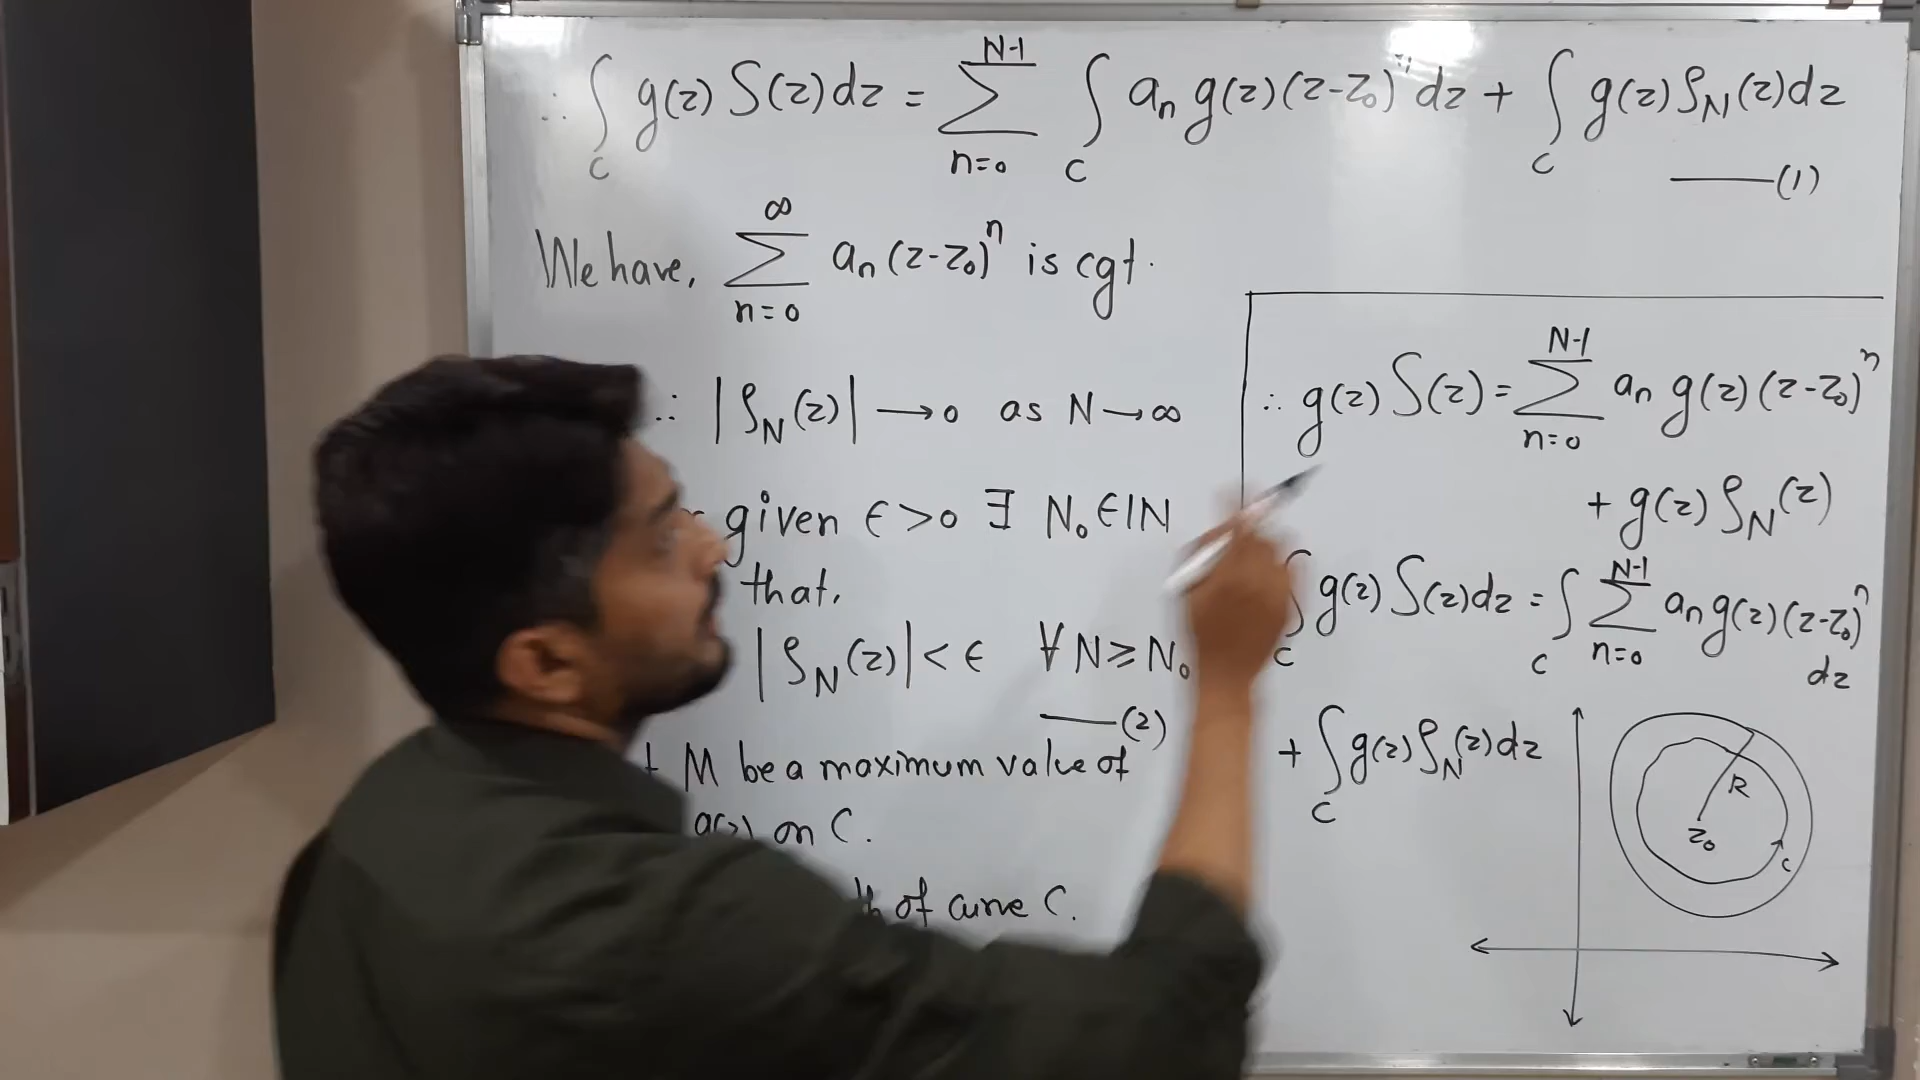 ∴ ∫_C g(z) S(z) dz = Σ_{n=0}^{N-1} ∫_C a_n g(z) (z-z_0)^n dz + ∫_C g(z) ρ_N(z) dz
——(1)
We have, Σ_{n=0}^{∞} a_n (z-z_0)^n is cgt.
∴ |ρ_N(z)| → 0 as N → ∞
given ε > 0 ∃ N_0 ∈ ℕ
that,
|ρ_N(z)| < ε ∀ N ≥ N_0
——(2)
M be a maximum value of
on C.
of curve C.
∴ g(z) S(z) = Σ_{n=0}^{N-1} a_n g(z) (z-z_0)^n
+ g(z) ρ_N(z)
∫_C g(z) S(z) dz = ∫_C Σ_{n=0}^{N-1} a_n g(z) (z-z_0)^n
dz
+ ∫_C g(z) ρ_N(z) dz
R
z_0
C